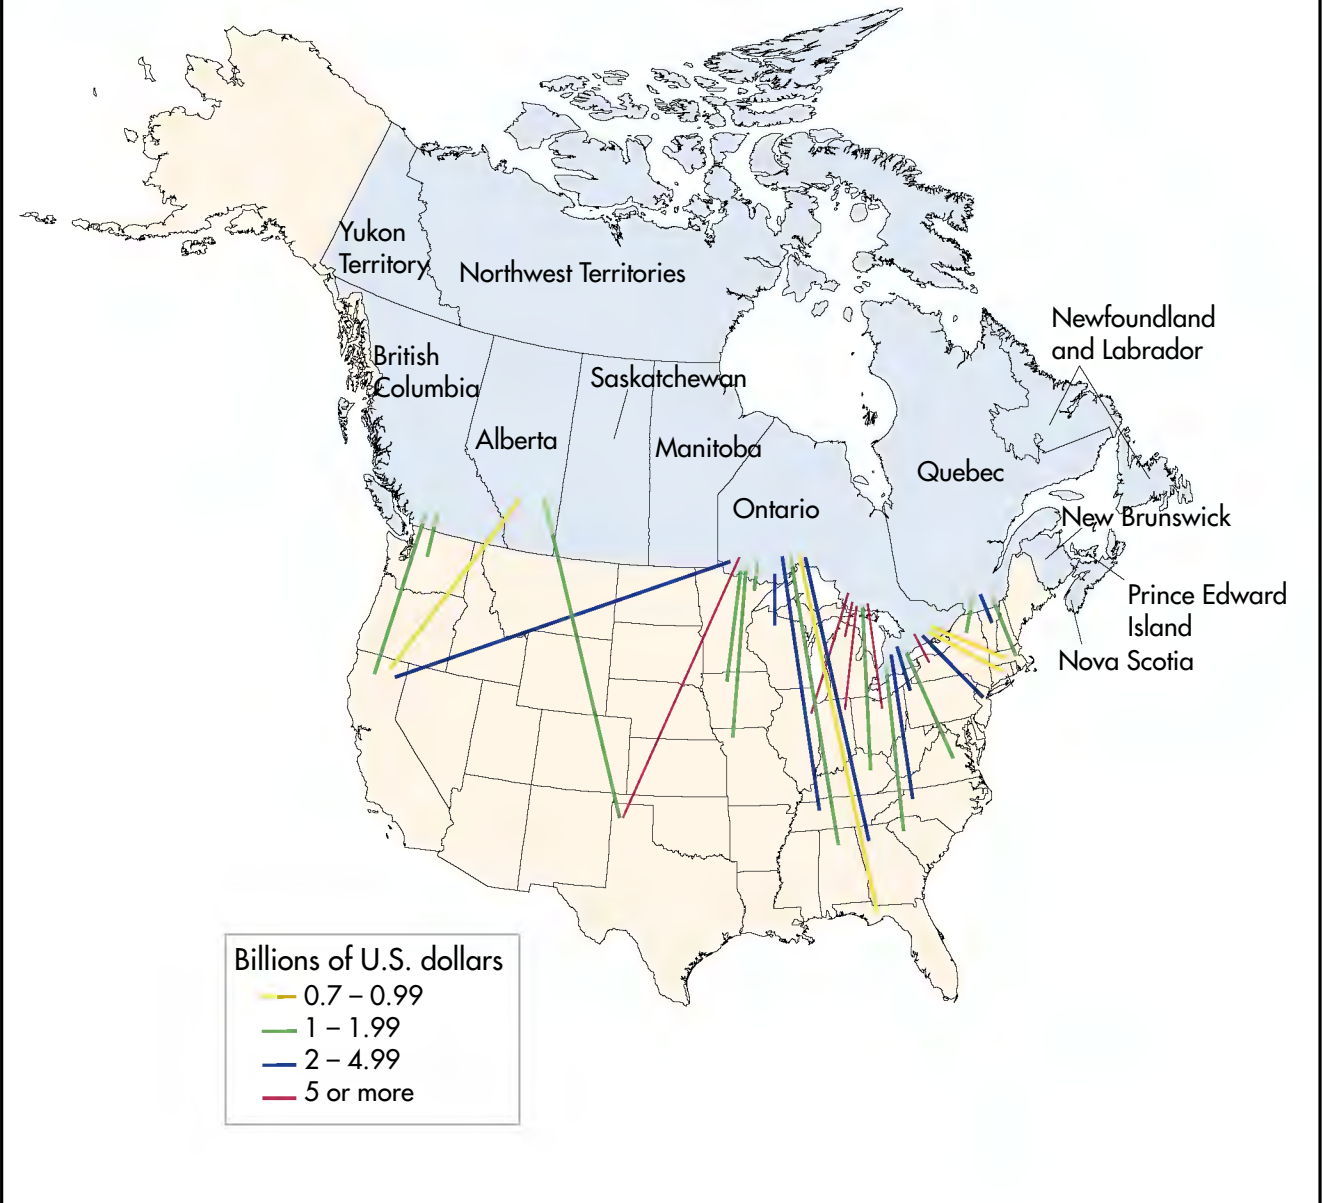 Yukon
Territory
Northwest Territories
Newfoundland
and Labrador
British
Columbia
Saskatchewan
Alberta
Manitoba
Quebec
Ontario
New Brunswick
Prince Edward
Island
Nova Scotia
Billions of U.S. dollars
0.7 – 0.99
1 – 1.99
2 – 4.99
5 or more